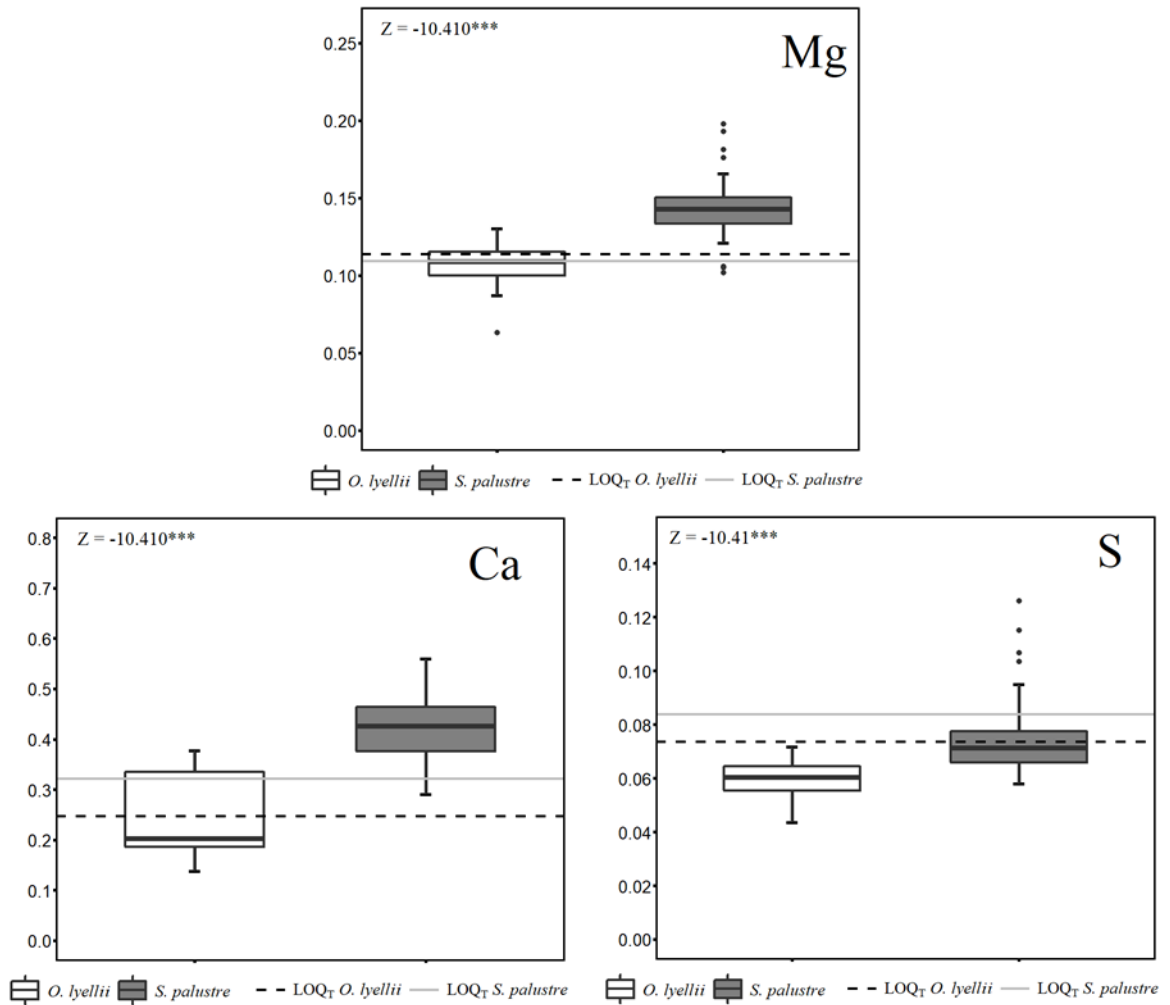 Z = -10.410***
Mg
0.25
0.20
0.15
0.10
0.05
0.00
O. lyellii S. palustre LOQT O. lyellii LOQT S. palustre
Z = -10.410***
Ca
0.8
0.7
0.6
0.5
0.4
0.3
0.2
0.1
0.0
O. lyellii S. palustre LOQT O. lyellii LOQT S. palustre
Z = -10.41***
S
0.14
0.12
0.10
0.08
0.06
0.04
0.02
0.00
O. lyellii S. palustre LOQT O. lyellii LOQT S. palustre